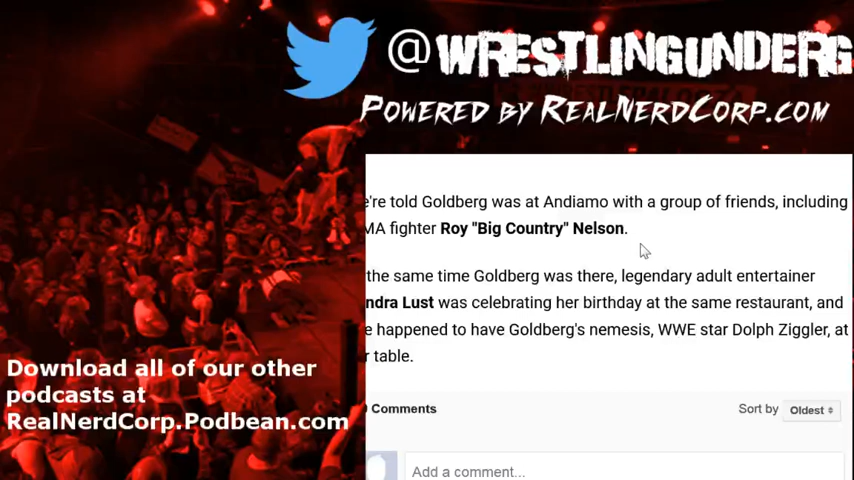 @WRESTLINGUNDERG
POWERED BY REALNERDCORP.COM
e're told Goldberg was at Andiamo with a group of friends, including
MA fighter Roy "Big Country" Nelson.
the same time Goldberg was there, legendary adult entertainer
ndra Lust was celebrating her birthday at the same restaurant, and
e happened to have Goldberg's nemesis, WWE star Dolph Ziggler, at
r table.
Download all of our other
podcasts at
RealNerdCorp.Podbean.com
Comments
Sort by Oldest
Add a comment...